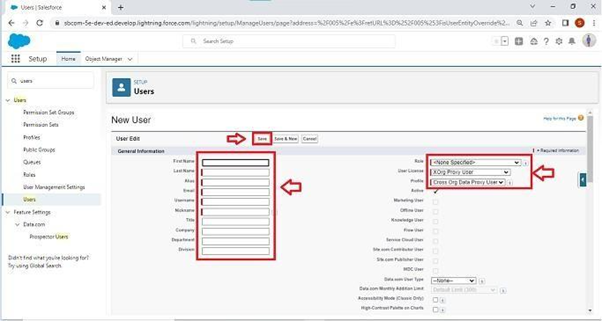 Users | Salesforce
sbcom-5e-dev-ed.develop.lightning.force.com/lightning/setup/ManageUsers/page?address=%2F005%2Fe%3FretURL%3D%252F005%253FisUserEntityOverride%...
Search Setup
Setup
Home
Object Manager
users
Users
Permission Set Groups
Permission Sets
Profiles
Public Groups
Queues
Roles
User Management Settings
Users
Feature Settings
Data.com
Prospector Users
Didn't find what you're looking for?
Try using Global Search.
SETUP
Users
New User
Help for this Page
User Edit
Save
Save & New
Cancel
General Information
= Required Information
First Name
Last Name
Alias
Email
Username
Nickname
Title
Company
Department
Division
Role
<None Specified>
User License
XOrg Proxy User
Profile
Cross Org Data Proxy User
Active
Marketing User
Offline User
Knowledge User
Flow User
Service Cloud User
Site.com Contributor User
Site.com Publisher User
WDC User
Data.com User Type
--None--
Data.com Monthly Addition Limit
Default Limit (300)
Accessibility Mode (Classic Only)
High-Contrast Palette on Charts